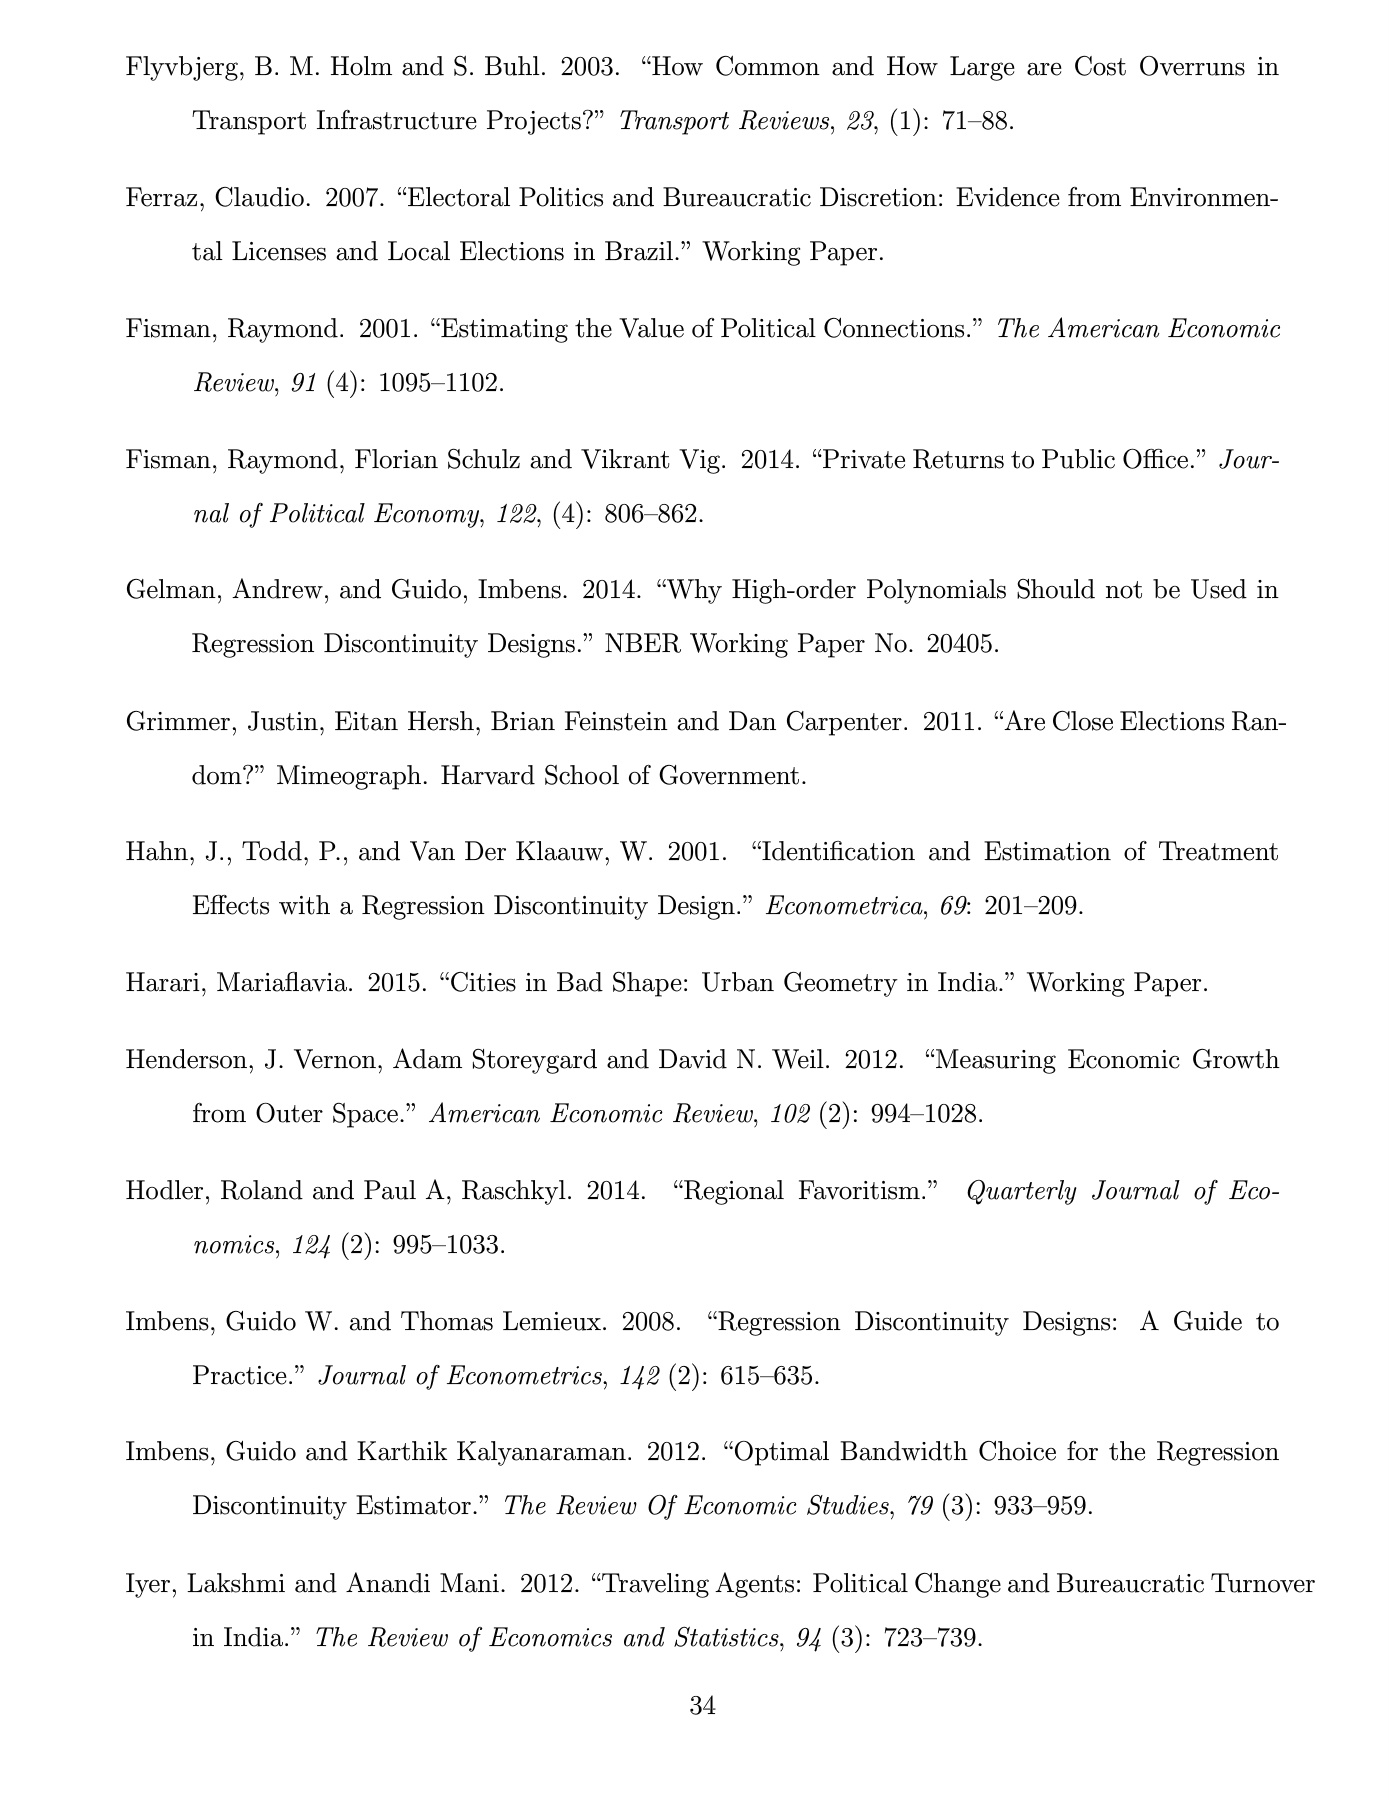 Flyvbjerg, B. M. Holm and S. Buhl. 2003. “How Common and How Large are Cost Overruns in
Transport Infrastructure Projects?” Transport Reviews, 23, (1): 71–88.
Ferraz, Claudio. 2007. “Electoral Politics and Bureaucratic Discretion: Evidence from Environmen-
tal Licenses and Local Elections in Brazil.” Working Paper.
Fisman, Raymond. 2001. “Estimating the Value of Political Connections.” The American Economic
Review, 91 (4): 1095–1102.
Fisman, Raymond, Florian Schulz and Vikrant Vig. 2014. “Private Returns to Public Office.” Jour-
nal of Political Economy, 122, (4): 806–862.
Gelman, Andrew, and Guido, Imbens. 2014. “Why High-order Polynomials Should not be Used in
Regression Discontinuity Designs.” NBER Working Paper No. 20405.
Grimmer, Justin, Eitan Hersh, Brian Feinstein and Dan Carpenter. 2011. “Are Close Elections Ran-
dom?” Mimeograph. Harvard School of Government.
Hahn, J., Todd, P., and Van Der Klaauw, W. 2001. “Identification and Estimation of Treatment
Effects with a Regression Discontinuity Design.” Econometrica, 69: 201–209.
Harari, Mariaflavia. 2015. “Cities in Bad Shape: Urban Geometry in India.” Working Paper.
Henderson, J. Vernon, Adam Storeygard and David N. Weil. 2012. “Measuring Economic Growth
from Outer Space.” American Economic Review, 102 (2): 994–1028.
Hodler, Roland and Paul A, Raschkyl. 2014. “Regional Favoritism.” Quarterly Journal of Eco-
nomics, 124 (2): 995–1033.
Imbens, Guido W. and Thomas Lemieux. 2008. “Regression Discontinuity Designs: A Guide to
Practice.” Journal of Econometrics, 142 (2): 615–635.
Imbens, Guido and Karthik Kalyanaraman. 2012. “Optimal Bandwidth Choice for the Regression
Discontinuity Estimator.” The Review Of Economic Studies, 79 (3): 933–959.
Iyer, Lakshmi and Anandi Mani. 2012. “Traveling Agents: Political Change and Bureaucratic Turnover
in India.” The Review of Economics and Statistics, 94 (3): 723–739.
34